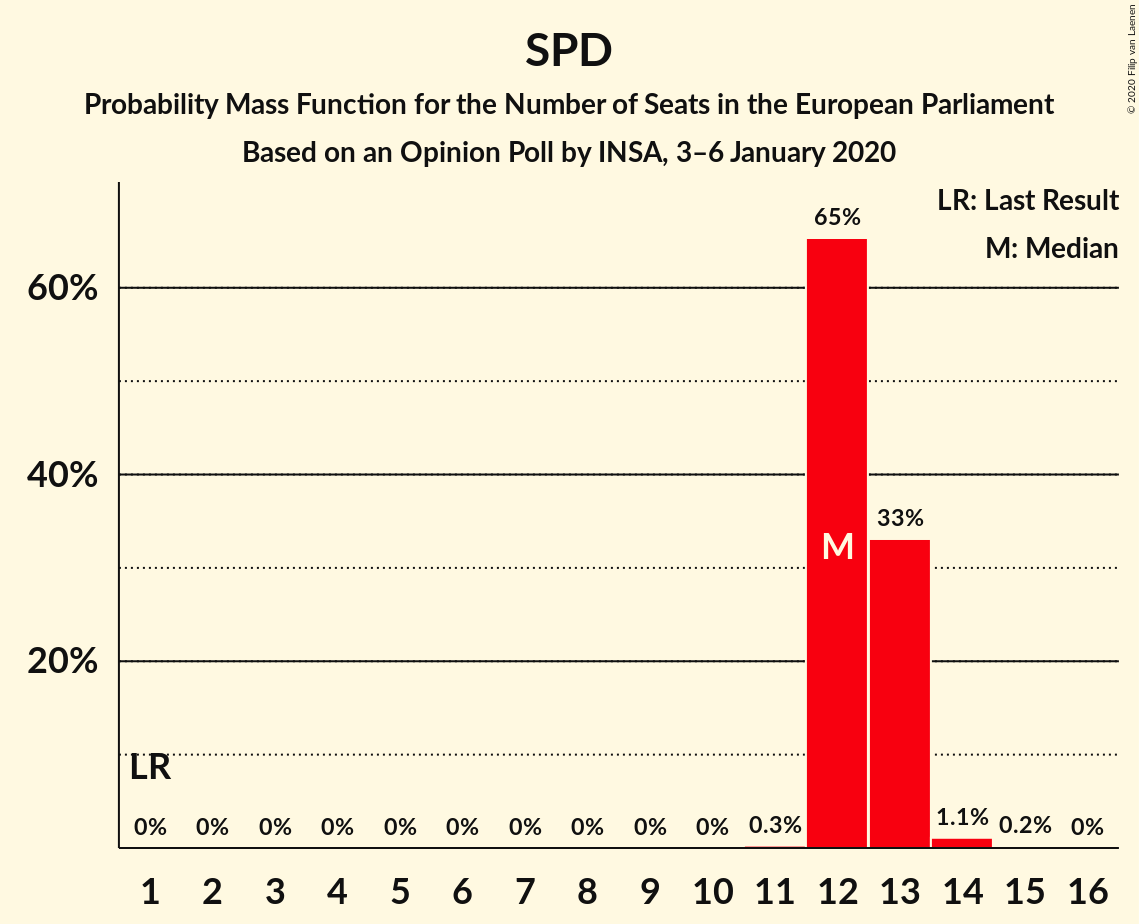 SPD
Probability Mass Function for the Number of Seats in the European Parliament
Based on an Opinion Poll by INSA, 3–6 January 2020
© 2020 Filip van Laenen
LR: Last Result
M: Median
65%
60%
40%
33%
M
20%
LR
0% 0% 0% 0% 0% 0% 0% 0% 0% 0% 0.3% 1.1% 0.2% 0%
1 2 3 4 5 6 7 8 9 10 11 12 13 14 15 16